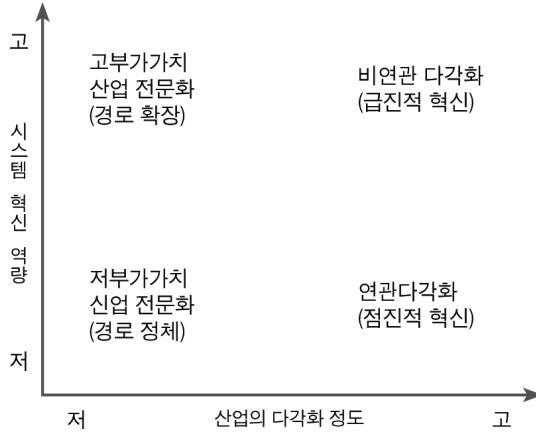 고
고부가가치
산업 전문화
(경로 확장)
비연관 다각화
(급진적 혁신)
시스템 혁신 역량
저부가가치
신업 전문화
(경로 정체)
연관다각화
(점진적 혁신)
저
저
산업의 다각화 정도
고